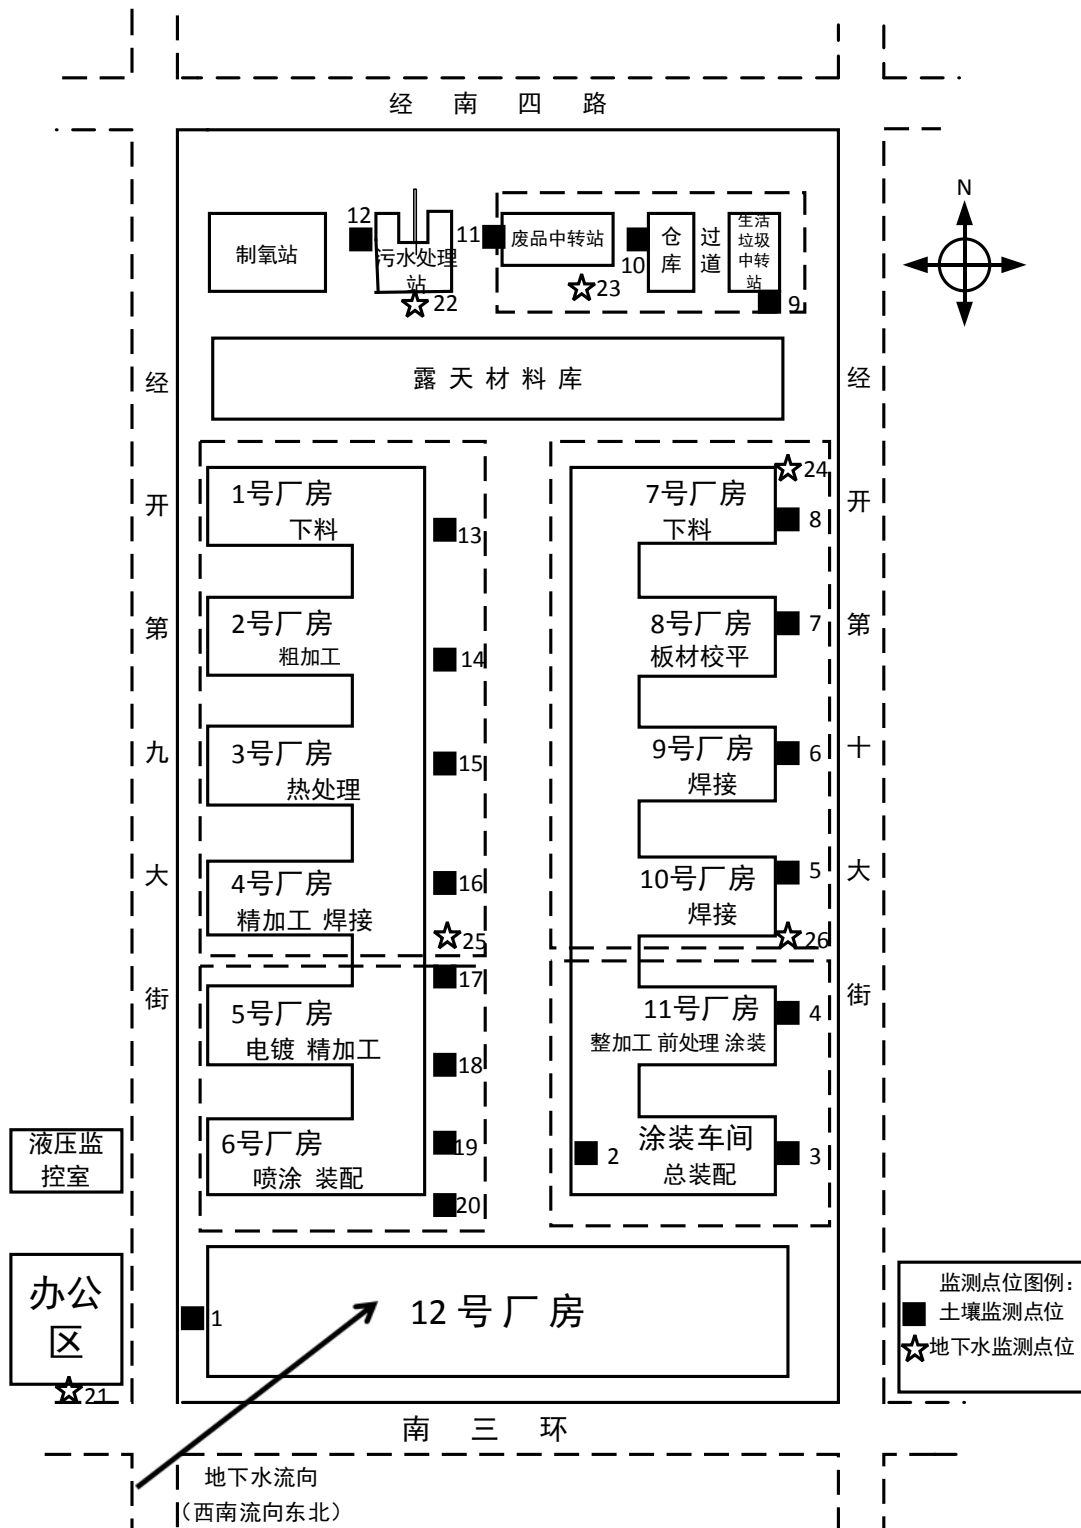 经 南 四 路
N
制氧站
12
污水处理
站
22
11
废品中转站
23
10
仓
库
过
道
生活
垃圾
中转
站
9
露 天 材 料 库
经
开
第
九
大
街
经
开
第
十
大
街
1号厂房
下料
13
2号厂房
粗加工
14
3号厂房
热处理
15
4号厂房
精加工 焊接
16
25
17
5号厂房
电镀 精加工
18
6号厂房
喷涂 装配
19
20
7号厂房
下料
24
8
8号厂房
板材校平
7
9号厂房
焊接
6
10号厂房
焊接
5
26
11号厂房
整加工 前处理 涂装
4
涂装车间
总装配
2
3
液压监
控室
办公
区
21
1
12 号 厂 房
监测点位图例：
土壤监测点位
地下水监测点位
南 三 环
地下水流向
（西南流向东北）